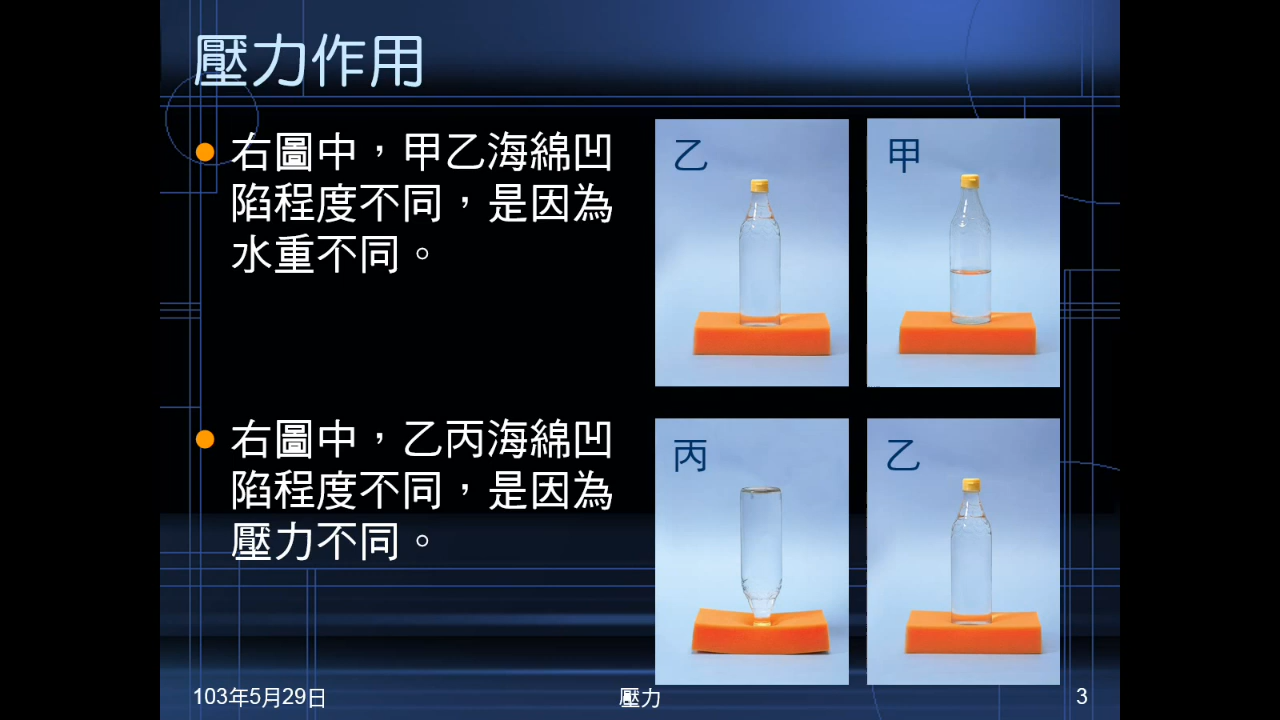 壓力作用
右圖中，甲乙海綿凹
陷程度不同，是因為
水重不同。
乙
甲
右圖中，乙丙海綿凹
陷程度不同，是因為
壓力不同。
丙
乙
103年5月29日
壓力
3